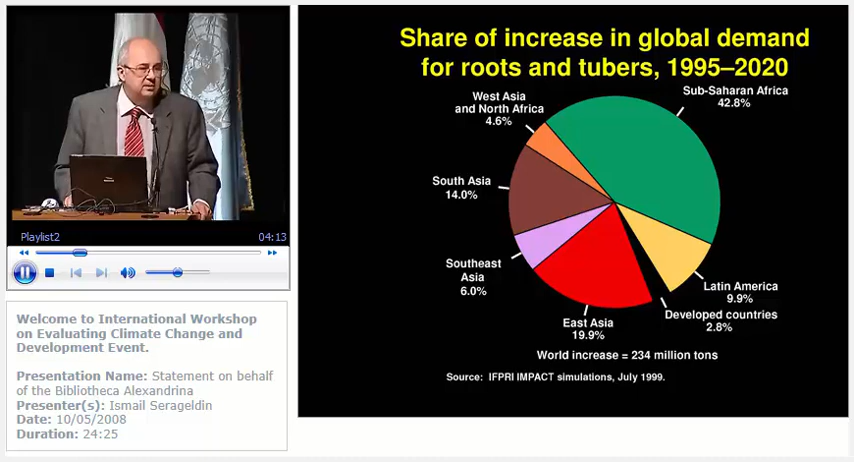 Playlist2
04:13
Welcome to International Workshop
on Evaluating Climate Change and
Development Event.
Presentation Name: Statement on behalf
of the Bibliotheca Alexandrina
Presenter(s): Ismail Serageldin
Date: 10/05/2008
Duration: 24:25
Share of increase in global demand
for roots and tubers, 1995–2020
Sub-Saharan Africa
42.8%
West Asia
and North Africa
4.6%
South Asia
14.0%
Southeast
Asia
6.0%
East Asia
19.9%
Latin America
9.9%
Developed countries
2.8%
World increase = 234 million tons
Source: IFPRI IMPACT simulations, July 1999.